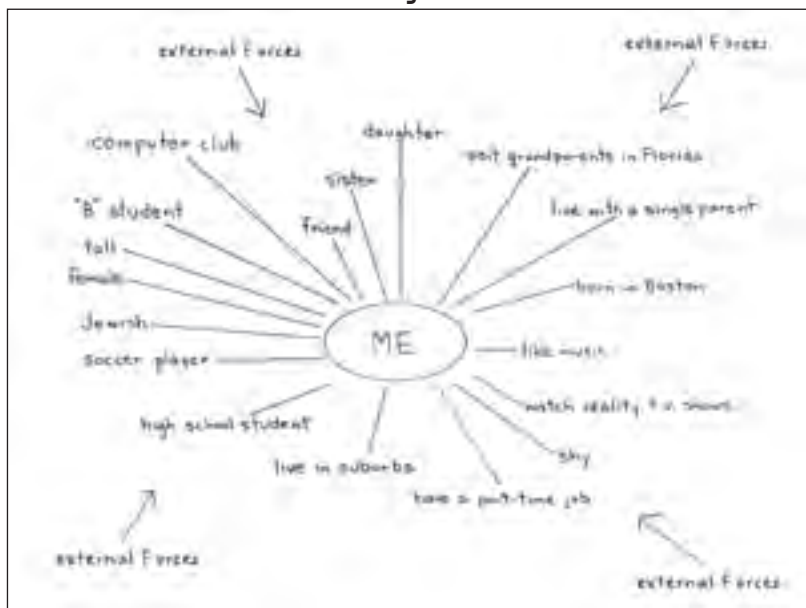 external Forces
external Forces
daughter
computer club
visit grandparents in Florida
sister
"B" student
live with a single parent
friend
tall
female
born in Boston
Jewish
ME
like music
soccer player
watch reality t.v. shows
high school student
shy
live in suburbs
have a part-time job
external Forces
external Forces